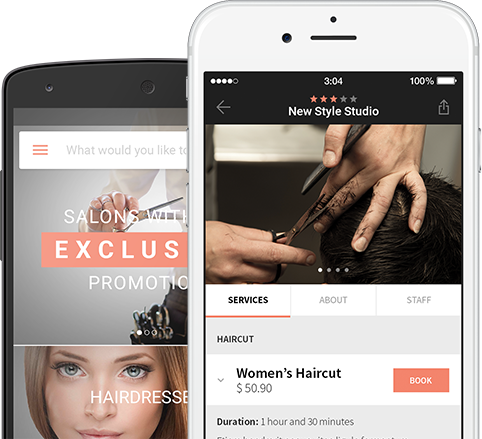 What would you like to
SALONS WITH
EXCLUS
PROMOTIO
HAIRDRESSE
3:04
100%
New Style Studio
SERVICES
ABOUT
STAFF
HAIRCUT
Women's Haircut
$ 50.90
BOOK
Duration: 1 hour and 30 minutes